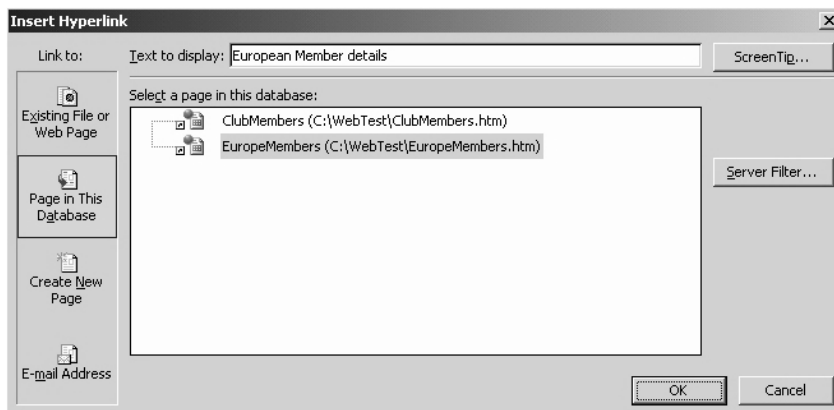 Insert Hyperlink
Link to:
Text to display: European Member details
ScreenTip...
Select a page in this database:
Existing File or
Web Page
ClubMembers (C:\WebTest\ClubMembers.htm)
EuropeMembers (C:\WebTest\EuropeMembers.htm)
Server Filter...
Page in This
Database
Create New
Page
E-mail Address
OK
Cancel